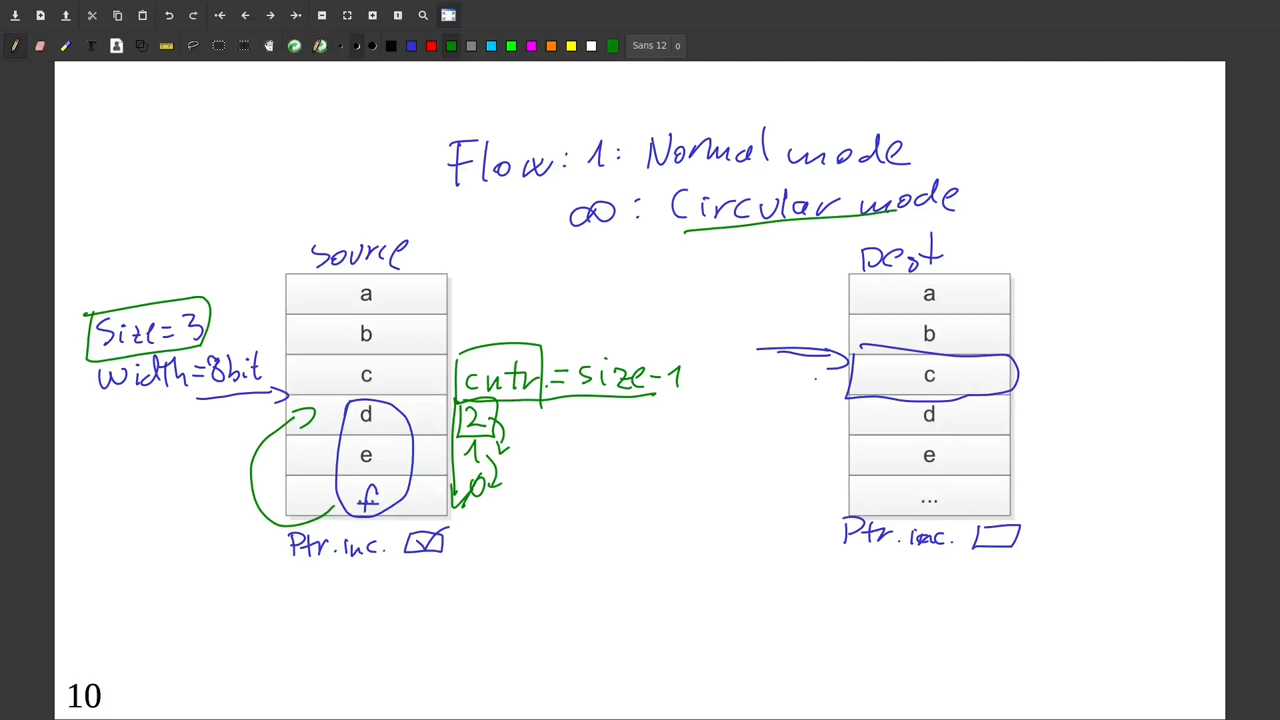 Sans 12 0
Flow: 1: Normal mode
∞: Circular mode
Source
Size=3
Width=8bit
a
b
c
d
e
f
Ptr.inc.
cntr.=size-1
2
1
0
Dest
a
b
c
d
e
...
Ptr.inc.
10